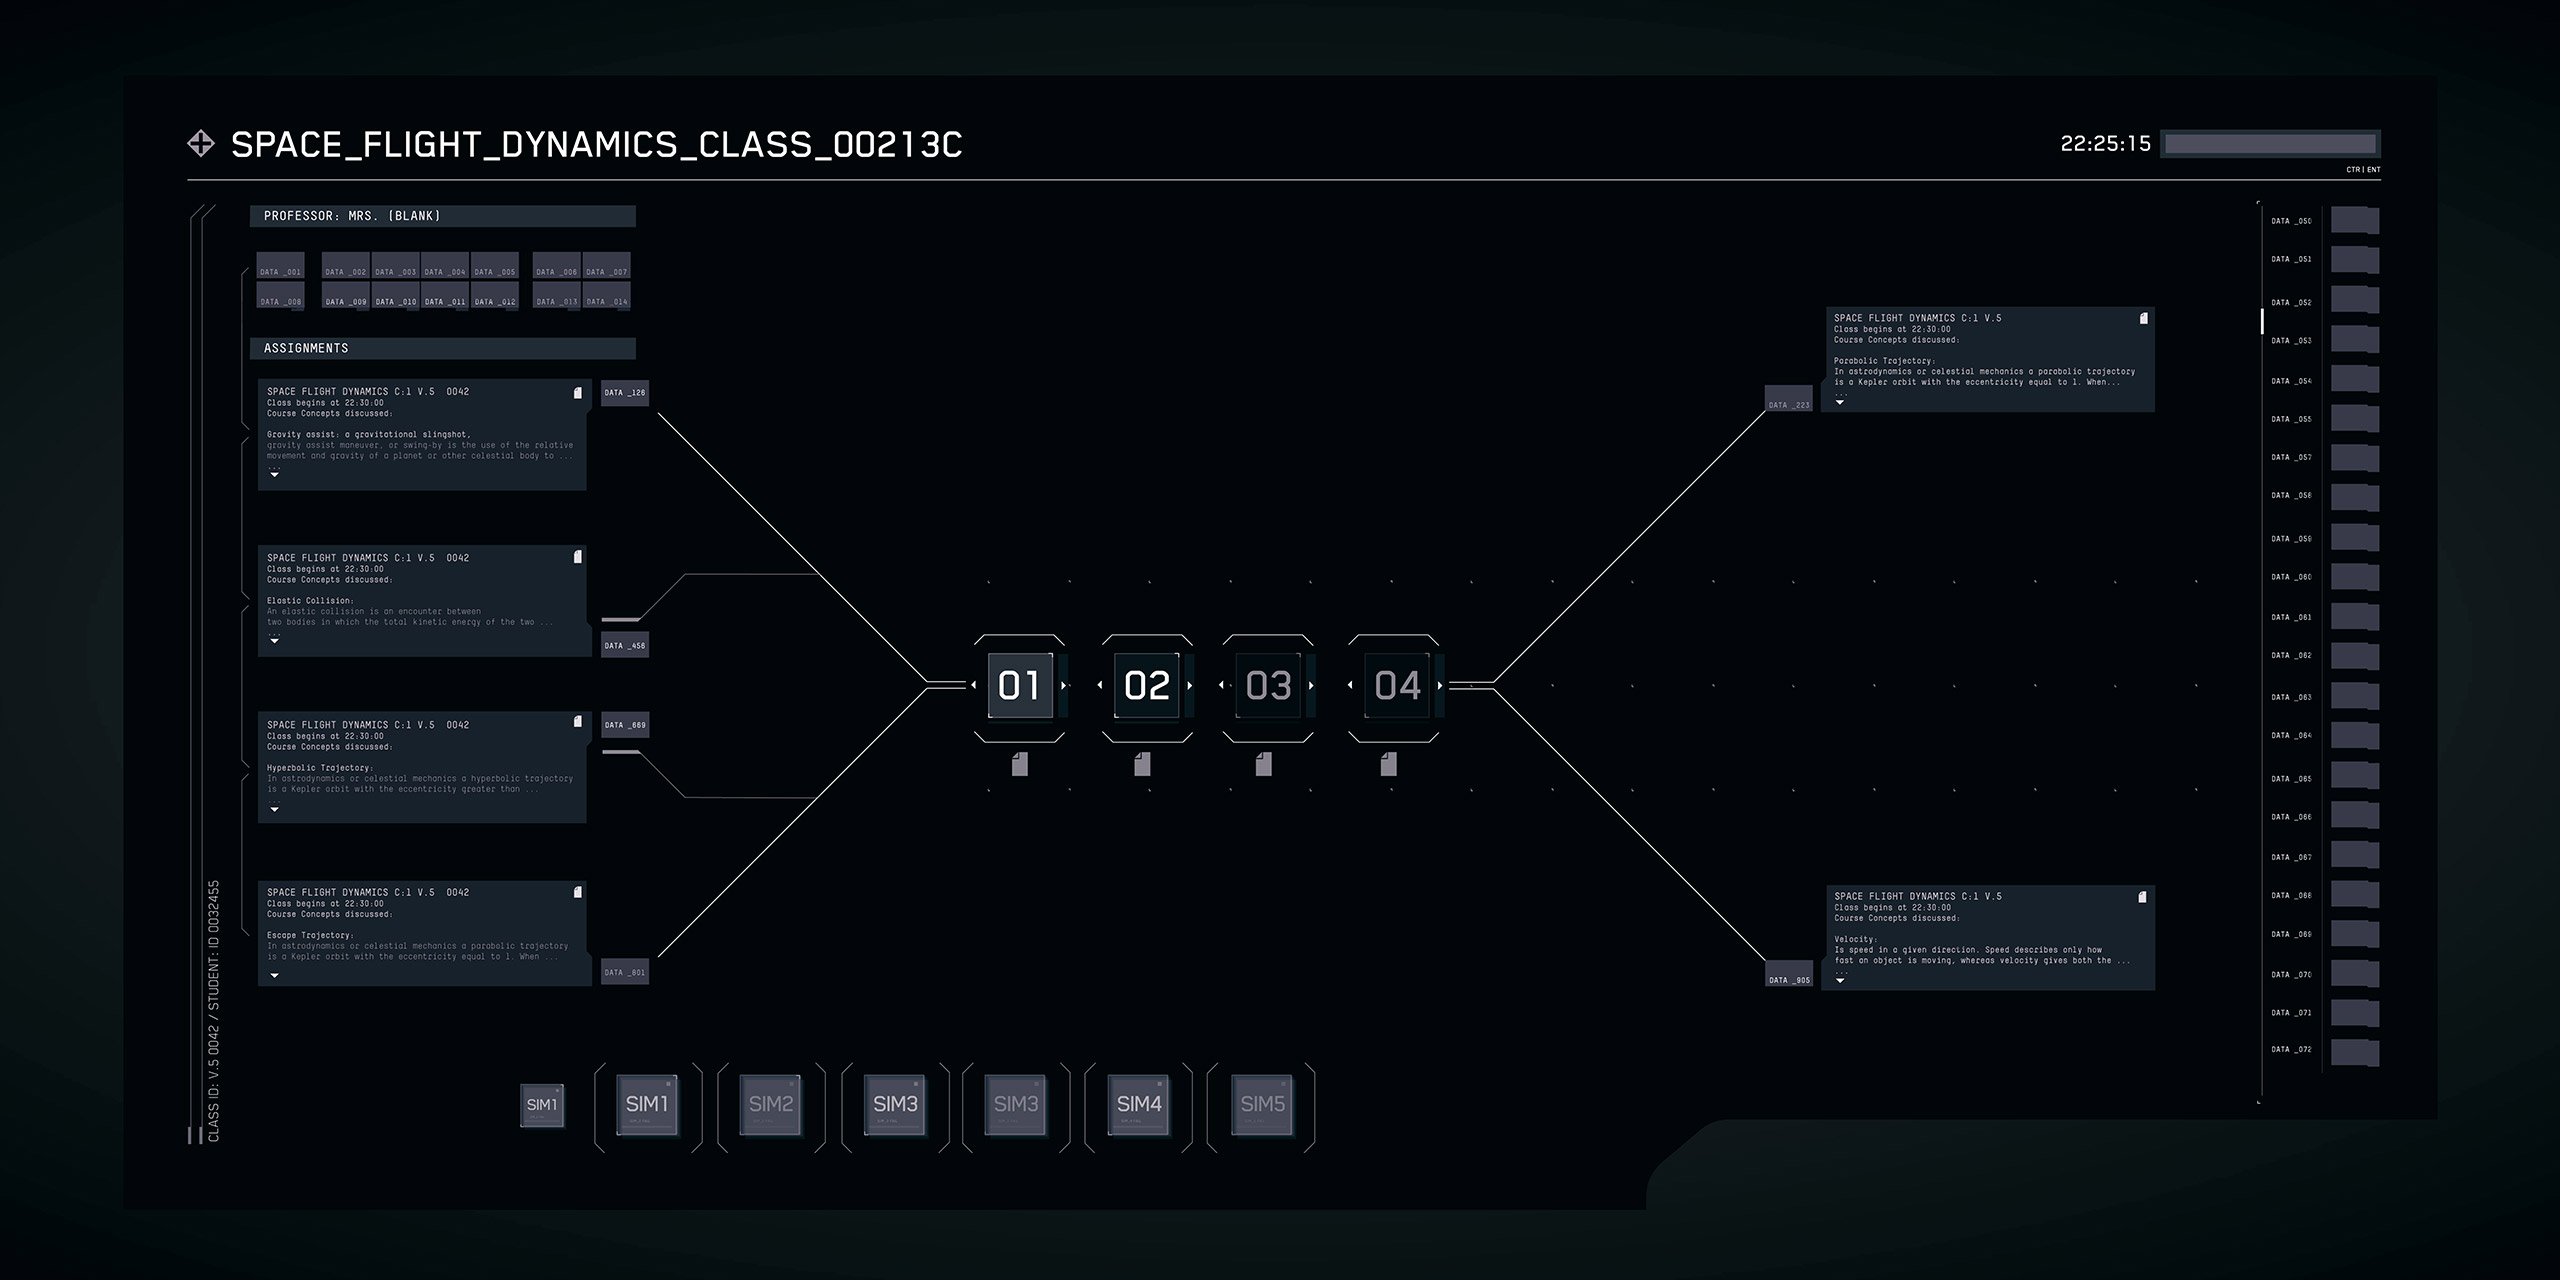 SPACE_FLIGHT_DYNAMICS_CLASS_00213C
22:25:15
CTR | ENT
PROFESSOR: MRS. [BLANK]
DATA _001 DATA _002 DATA _003 DATA _004 DATA _005 DATA _006 DATA _007
DATA _008 DATA _009 DATA _010 DATA _011 DATA _012 DATA _013 DATA _014
ASSIGNMENTS
SPACE FLIGHT DYNAMICS C:1 V.5 0042
Class begins at 22:30:00
Course Concepts discussed:
Gravity assist: a gravitational slingshot,
gravity assist maneuver, or swing-by is the use of the relative
movement and gravity of a planet or other celestial body to ...
...
DATA _126
SPACE FLIGHT DYNAMICS C:1 V.5 0042
Class begins at 22:30:00
Course Concepts discussed:
Elastic Collision:
An elastic collision is an encounter between
two bodies in which the total kinetic energy of the two ...
...
DATA _456
SPACE FLIGHT DYNAMICS C:1 V.5 0042
Class begins at 22:30:00
Course Concepts discussed:
Hyperbolic Trajectory:
In astrodynamics or celestial mechanics a hyperbolic trajectory
is a Kepler orbit with the eccentricity greater than ...
...
DATA _669
SPACE FLIGHT DYNAMICS C:1 V.5 0042
Class begins at 22:30:00
Course Concepts discussed:
Escape Trajectory:
In astrodynamics or celestial mechanics a parabolic trajectory
is a Kepler orbit with the eccentricity equal to 1. When ...
DATA _801
CLASS ID: V.5 0042 / STUDENT: ID 0032455
01 02 03 04
SPACE FLIGHT DYNAMICS C:1 V.5
Class begins at 22:30:00
Course Concepts discussed:
Parabolic Trajectory:
In astrodynamics or celestial mechanics a parabolic trajectory
is a Kepler orbit with the eccentricity equal to 1. When...
...
DATA _223
SPACE FLIGHT DYNAMICS C:1 V.5
Class begins at 22:30:00
Course Concepts discussed:
Velocity:
Is speed in a given direction. Speed describes only how
fast an object is moving, whereas velocity gives both the ...
...
DATA _905
SIM1 SIM1 SIM2 SIM3 SIM3 SIM4 SIM5
DATA _050
DATA _051
DATA _052
DATA _053
DATA _054
DATA _055
DATA _057
DATA _058
DATA _059
DATA _060
DATA _061
DATA _062
DATA _063
DATA _064
DATA _065
DATA _066
DATA _067
DATA _068
DATA _069
DATA _070
DATA _071
DATA _072